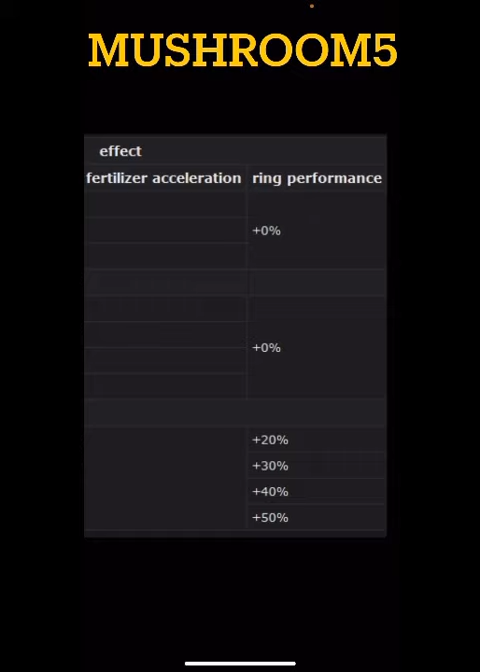 MUSHROOM5
effect
fertilizer acceleration ring performance
+0%
+0%
+20%
+30%
+40%
+50%